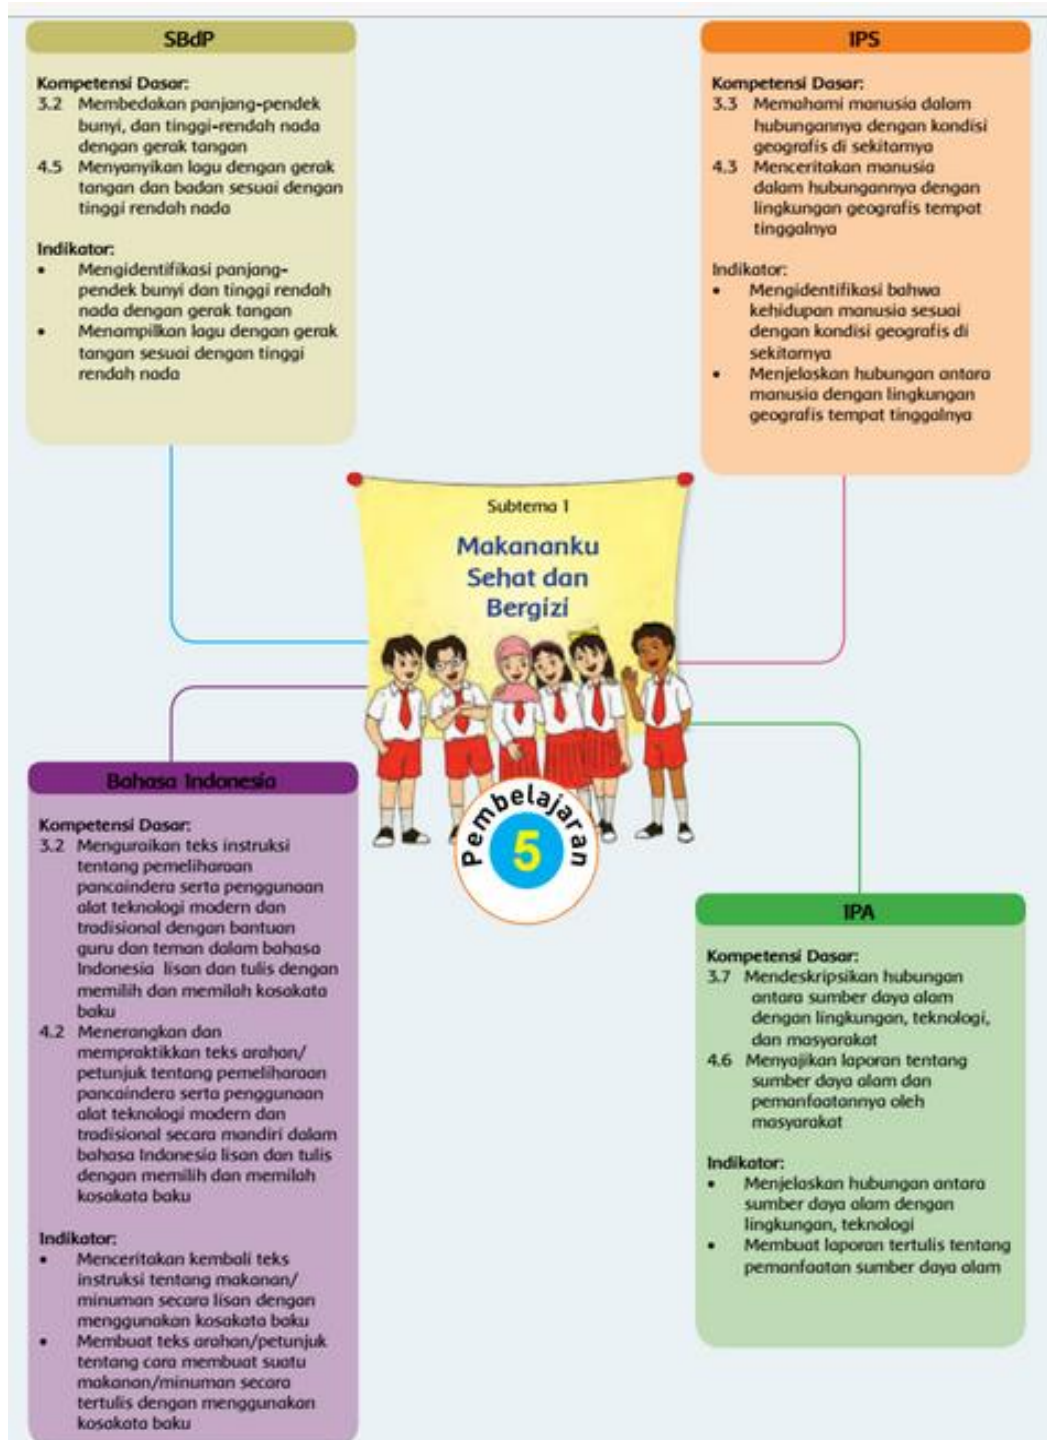 SBdP
Kompetensi Dasar:
3.2 Membedakan panjang-pendek
bunyi, dan tinggi-rendah nada
dengan gerak tangan
4.5 Menyanyikan lagu dengan gerak
tangan dan badan sesuai dengan
tinggi rendah nada
Indikator:
• Mengidentifikasi panjang-
pendek bunyi dan tinggi rendah
nada dengan gerak tangan
• Menampilkan lagu dengan gerak
tangan sesuai dengan tinggi
rendah nada
IPS
Kompetensi Dasar:
3.3 Memahami manusia dalam
hubungannya dengan kondisi
geografis di sekitarnya
4.3 Menceritakan manusia
dalam hubungannya dengan
lingkungan geografis tempat
tinggalnya
Indikator:
• Mengidentifikasi bahwa
kehidupan manusia sesuai
dengan kondisi geografis di
sekitarnya
• Menjelaskan hubungan antara
manusia dengan lingkungan
geografis tempat tinggalnya
Subtema 1
Makananku
Sehat dan
Bergizi
Pembelajaran
5
Bahasa Indonesia
Kompetensi Dasar:
3.2 Menguraikan teks instruksi
tentang pemeliharaan
pancaindera serta penggunaan
alat teknologi modern dan
tradisional dengan bantuan
guru dan teman dalam bahasa
Indonesia lisan dan tulis dengan
memilih dan memilah kosakata
baku
4.2 Menerangkan dan
mempraktikkan teks arahan/
petunjuk tentang pemeliharaan
pancaindera serta penggunaan
alat teknologi modern dan
tradisional secara mandiri dalam
bahasa Indonesia lisan dan tulis
dengan memilih dan memilah
kosakata baku
Indikator:
• Menceritakan kembali teks
instruksi tentang makanan/
minuman secara lisan dengan
menggunakan kosakata baku
• Membuat teks arahan/petunjuk
tentang cara membuat suatu
makanan/minuman secara
tertulis dengan menggunakan
kosakata baku
IPA
Kompetensi Dasar:
3.7 Mendeskripsikan hubungan
antara sumber daya alam
dengan lingkungan, teknologi,
dan masyarakat
4.6 Menyajikan laporan tentang
sumber daya alam dan
pemanfaatannya oleh
masyarakat
Indikator:
• Menjelaskan hubungan antara
sumber daya alam dengan
lingkungan, teknologi
• Membuat laporan tertulis tentang
pemanfaatan sumber daya alam